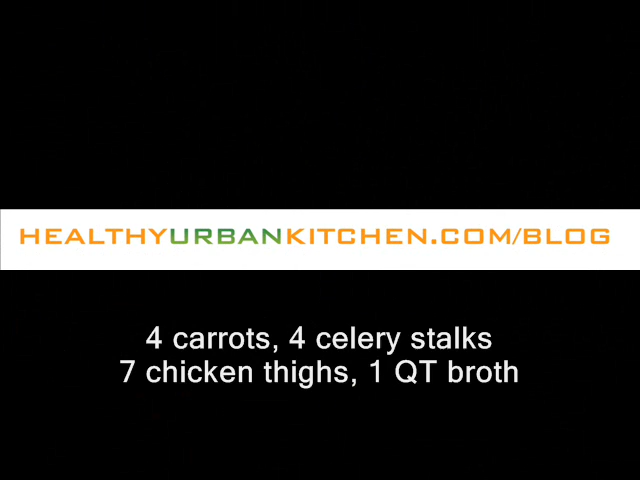 HEALTHYURBANKITCHEN.COM/BLOG
4 carrots, 4 celery stalks
7 chicken thighs, 1 QT broth